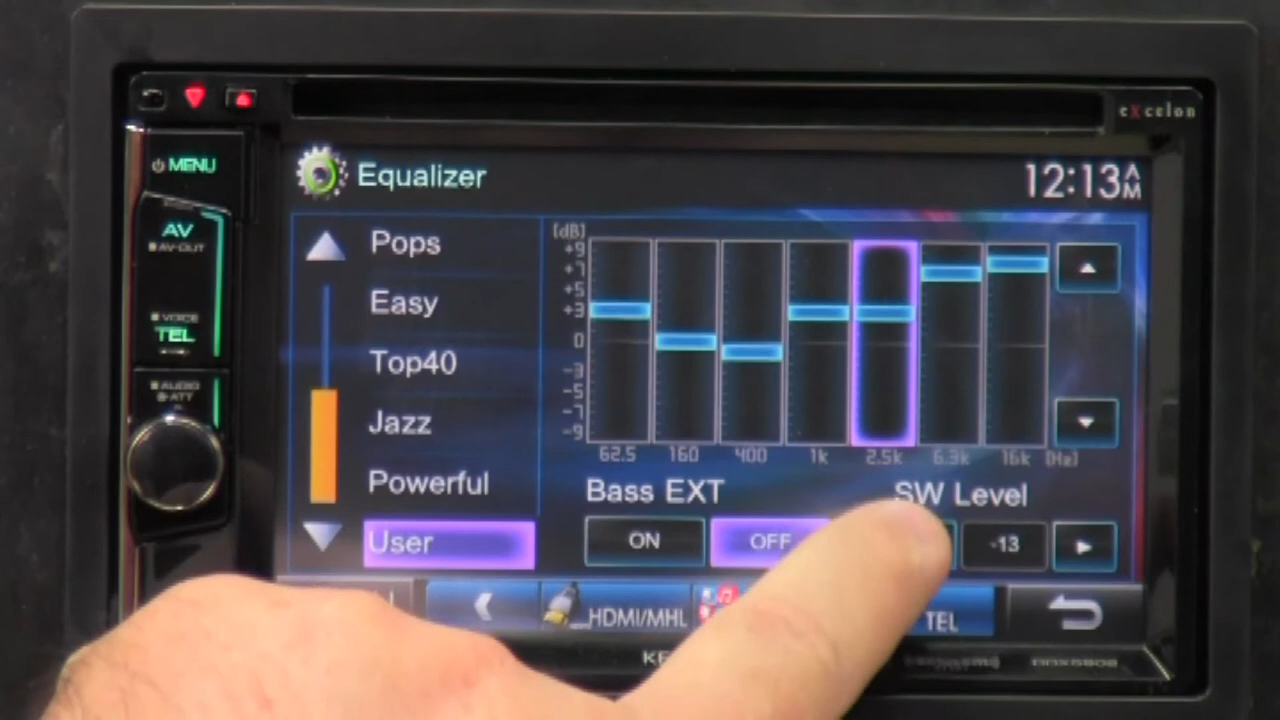 eXcelon
MENU
Equalizer
12:13 AM
AV
AV-OUT
VOICE
TEL
AUDIO
ATT
Pops
Easy
Top40
Jazz
Powerful
User
[dB]
+9
+7
+5
+3
0
-3
-5
-7
-9
62.5 160 400 1k 2.5k 6.3k 16k [Hz]
Bass EXT
SW Level
ON
OFF
-13
HDMI/MHL
TEL
DDX5902